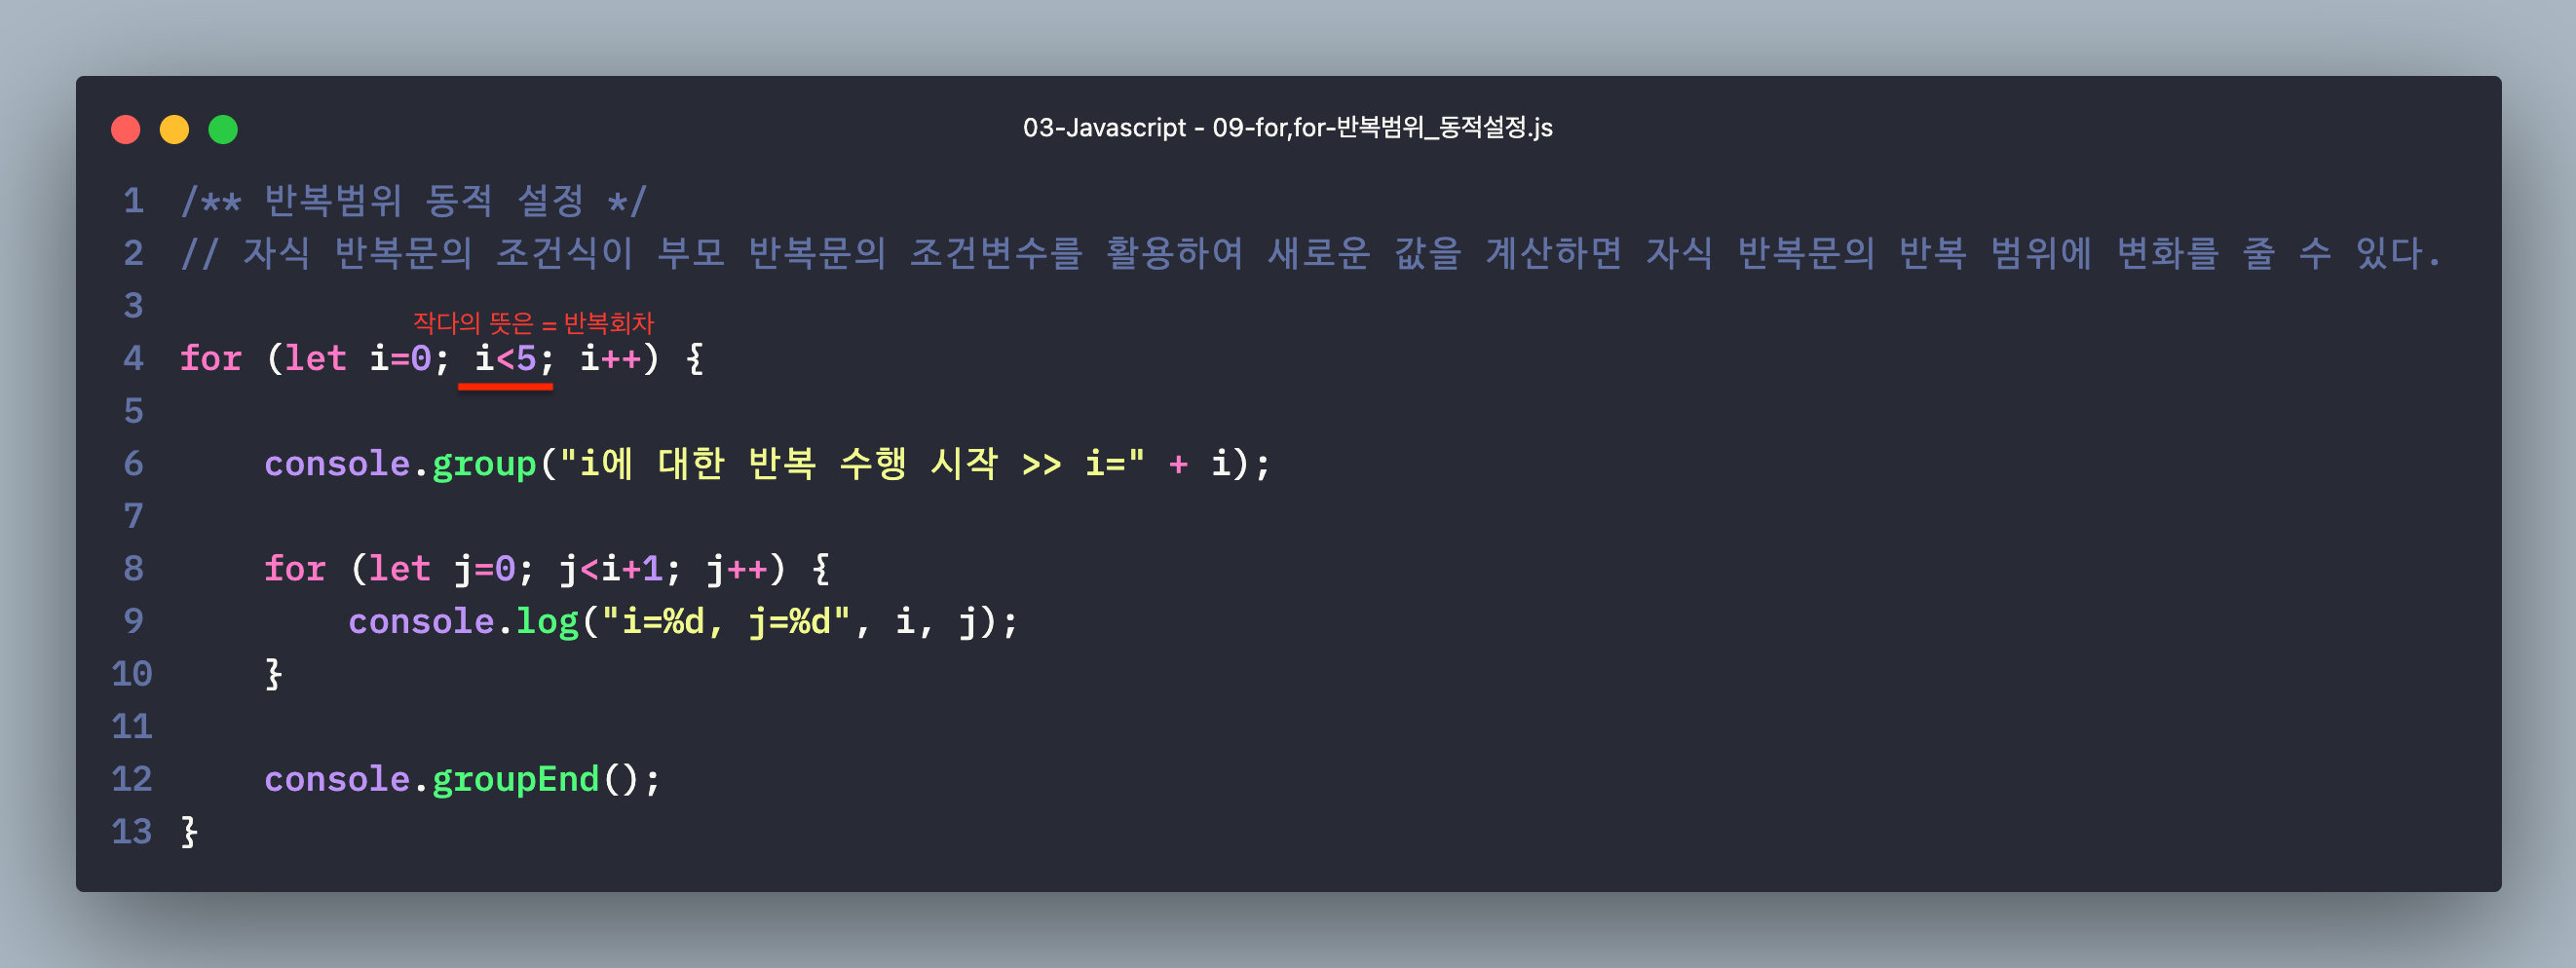 03-Javascript - 09-for,for-반복범위_동적설정.js
1 /** 반복범위 동적 설정 */
2 // 자식 반복문의 조건식이 부모 반복문의 조건변수를 활용하여 새로운 값을 계산하면 자식 반복문의 반복 범위에 변화를 줄 수 있다.
3
작다의 뜻은 = 반복회차
4 for (let i=0; i<5; i++) {
5
6     console.group("i에 대한 반복 수행 시작 >> i=" + i);
7
8     for (let j=0; j<i+1; j++) {
9         console.log("i=%d, j=%d", i, j);
10     }
11
12     console.groupEnd();
13 }